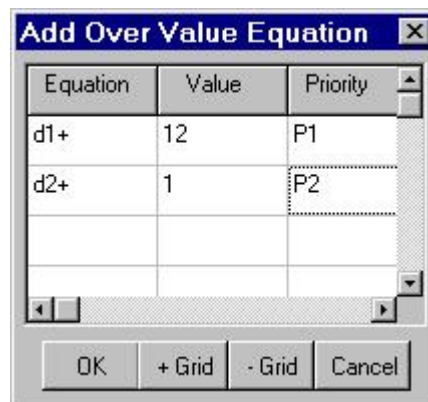 Add Over Value Equation
Equation Value Priority
d1+ 12 P1
d2+ 1 P2
OK + Grid - Grid Cancel